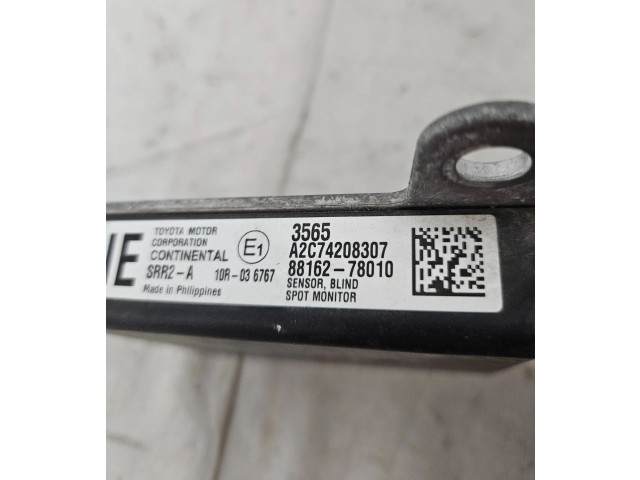 NE
TOYOTA MOTOR
CORPORATION
CONTINENTAL
E1
SRR2-A 10R-03 6767
Made in Philippines
3565
A2C74208307
88162-78010
SENSOR, BLIND
SPOT MONITOR